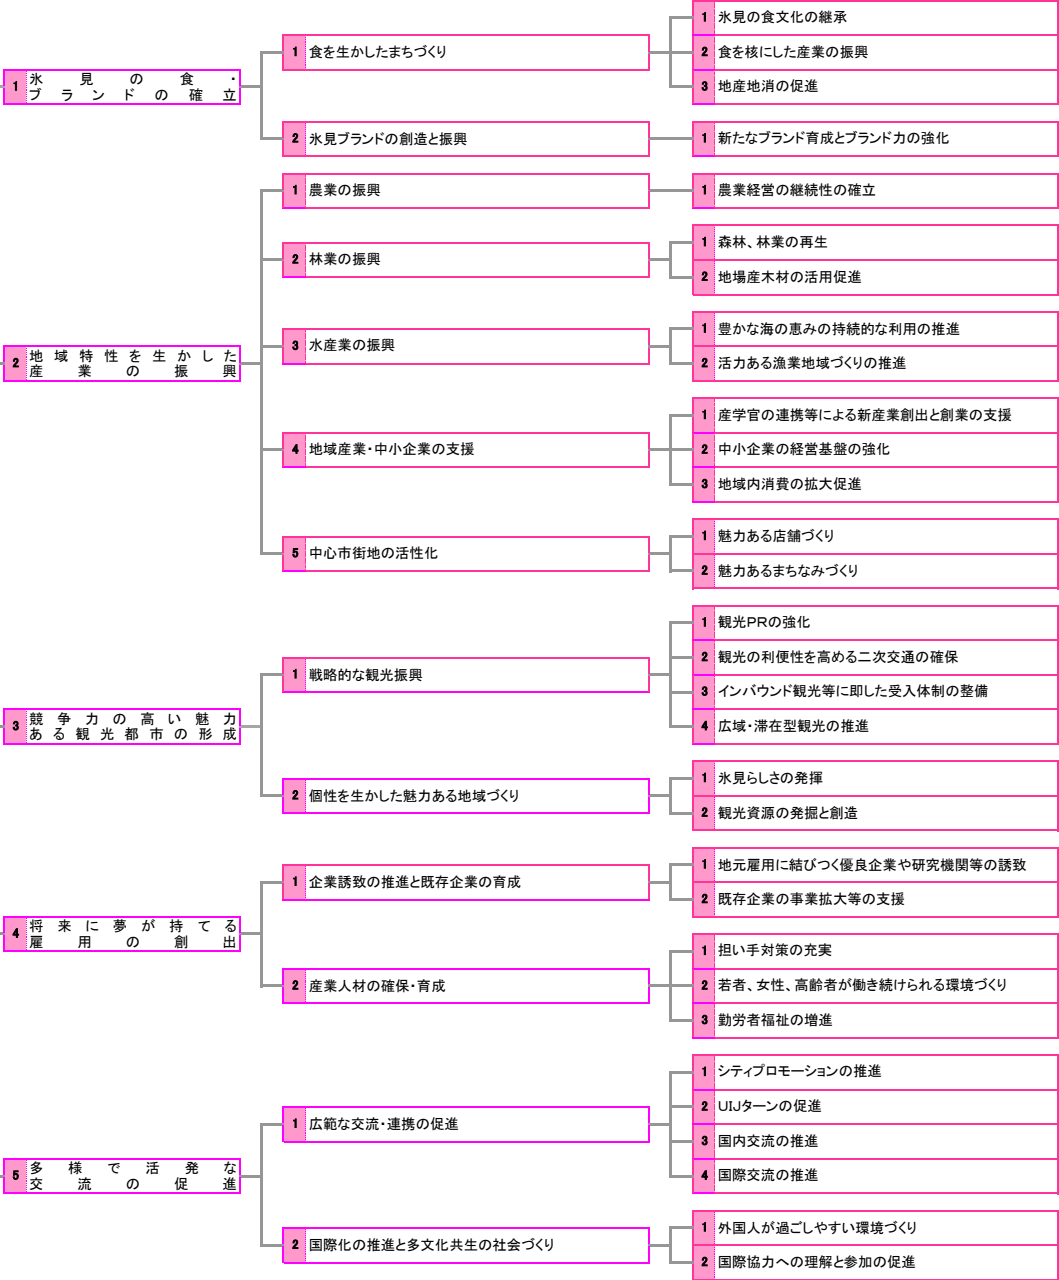 1 氷見の食・
ブランドの確立
1 食を生かしたまちづくり
1 氷見の食文化の継承
2 食を核にした産業の振興
3 地産地消の促進
2 氷見ブランドの創造と振興
1 新たなブランド育成とブランド力の強化
2 地域特性を生かした
産業の振興
1 農業の振興
1 農業経営の継続性の確立
2 林業の振興
1 森林、林業の再生
2 地場産木材の活用促進
3 水産業の振興
1 豊かな海の恵みの持続的な利用の推進
2 活力ある漁業地域づくりの推進
4 地域産業・中小企業の支援
1 産学官の連携等による新産業創出と創業の支援
2 中小企業の経営基盤の強化
3 地域内消費の拡大促進
5 中心市街地の活性化
1 魅力ある店舗づくり
2 魅力あるまちなみづくり
3 競争力の高い魅力
ある観光都市の形成
1 戦略的な観光振興
1 観光PRの強化
2 観光の利便性を高める二次交通の確保
3 インバウンド観光等に即した受入体制の整備
4 広域・滞在型観光の推進
2 個性を生かした魅力ある地域づくり
1 氷見らしさの発揮
2 観光資源の発掘と創造
4 将来に夢が持てる
雇用の創出
1 企業誘致の推進と既存企業の育成
1 地元雇用に結びつく優良企業や研究機関等の誘致
2 既存企業の事業拡大等の支援
2 産業人材の確保・育成
1 担い手対策の充実
2 若者、女性、高齢者が働き続けられる環境づくり
3 勤労者福祉の増進
5 多様で活発な
交流の促進
1 広範な交流・連携の促進
1 シティプロモーションの推進
2 UIJターンの促進
3 国内交流の推進
4 国際交流の推進
2 国際化の推進と多文化共生の社会づくり
1 外国人が過ごしやすい環境づくり
2 国際協力への理解と参加の促進